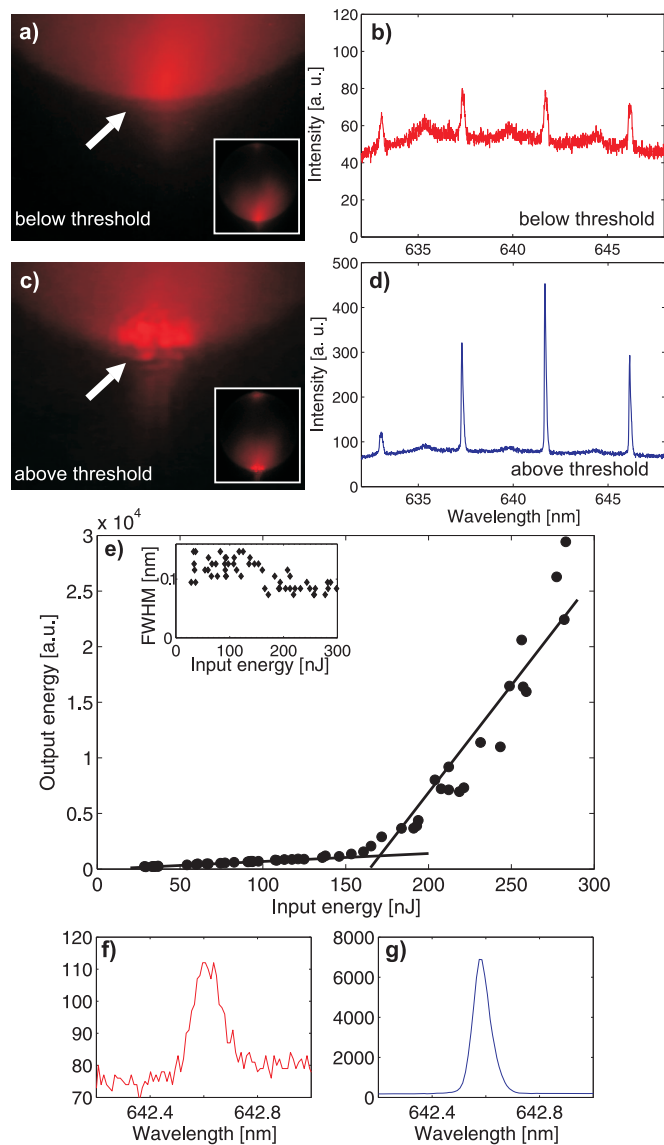 a)
below threshold
b)
120
100
80
60
40
20
0
Intensity [a. u.]
635
640
645
below threshold
c)
above threshold
d)
500
400
300
200
100
0
Intensity [a. u.]
635
640
645
above threshold
Wavelength [nm]
x 10⁴
e)
3
2.5
2
1.5
1
0.5
0
Output energy [a.u.]
0
50
100
150
200
250
300
Input energy [nJ]
0.1
0
FWHM [nm]
0
100
200
300
Input energy [nJ]
f)
120
110
100
90
80
70
642.4
642.8
Wavelength [nm]
g)
8000
6000
4000
2000
0
642.4
642.8
Wavelength [nm]